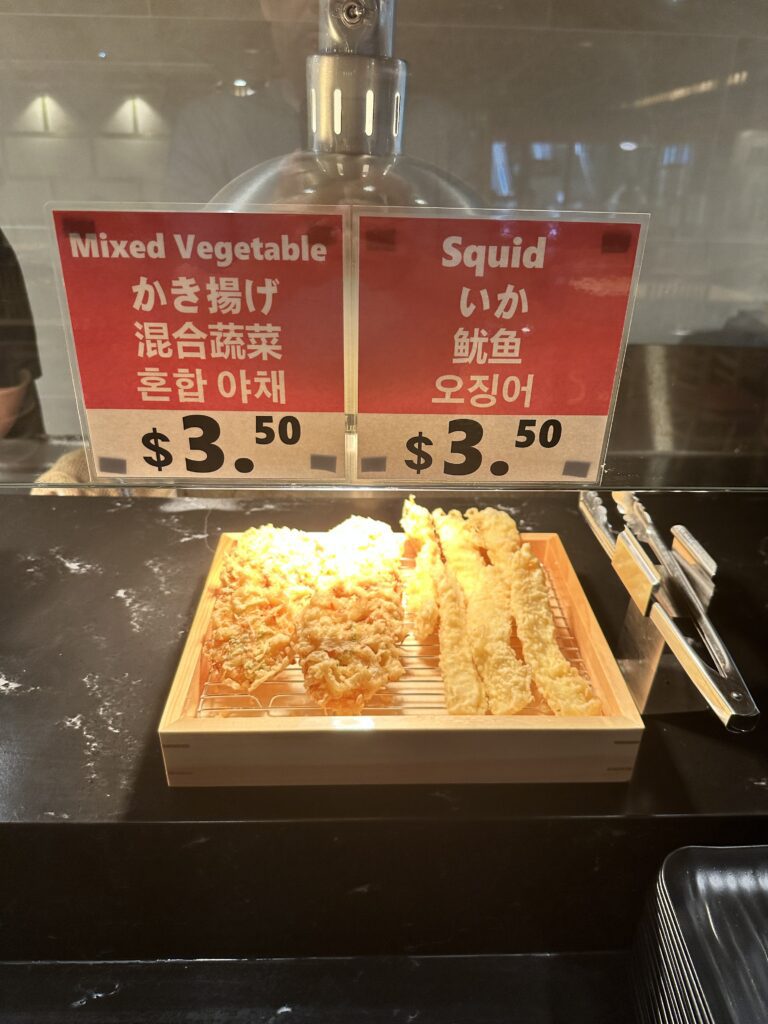 Mixed Vegetable
かき揚げ
混合蔬菜
혼합 야채
$3.50
Squid
いか
鱿鱼
오징어
$3.50